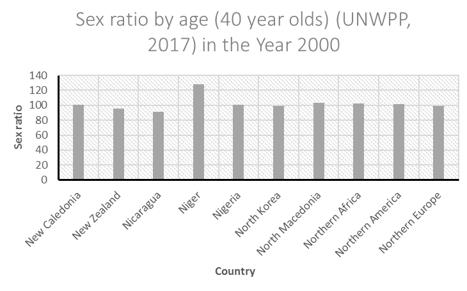 Sex ratio by age (40 year olds) (UNWPP,
2017) in the Year 2000
140
120
100
80
60
40
20
0
Sex ratio
New Caledonia
New Zealand
Nicaragua
Niger
Nigeria
North Korea
North Macedonia
Northern Africa
Northern America
Northern Europe
Country